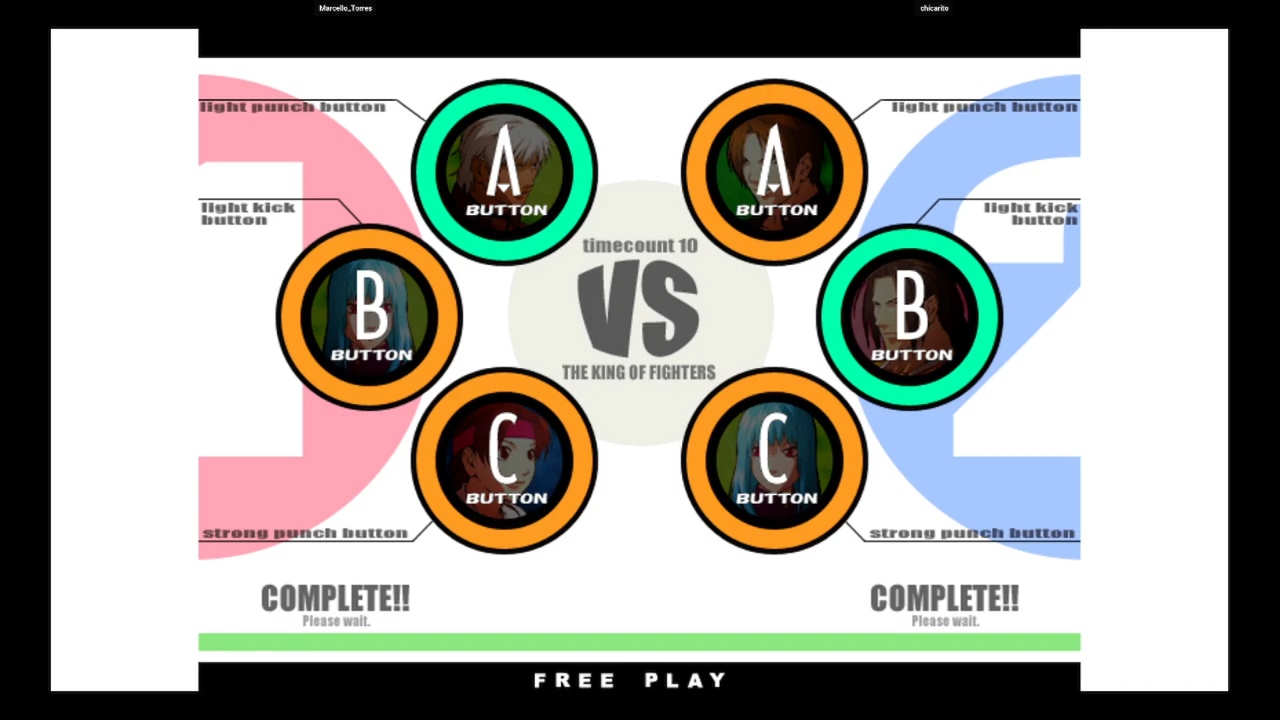 Marcello_Torres
chicarito
light punch button
light punch button
A
BUTTON
A
BUTTON
light kick
button
light kick
button
timecount 10
VS
THE KING OF FIGHTERS
B
BUTTON
B
BUTTON
C
BUTTON
C
BUTTON
strong punch button
strong punch button
COMPLETE!!
Please wait.
COMPLETE!!
Please wait.
FREE PLAY